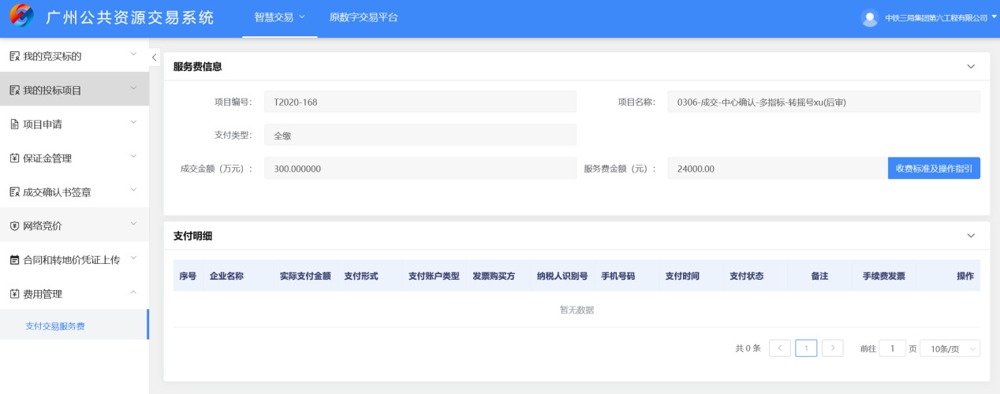 广州公共资源交易系统
智慧交易
原数字交易平台
中铁三局集团第六工程有限公司
我的竞买标的
我的投标项目
项目申请
保证金管理
成交确认书签章
网络竞价
合同和转地价凭证上传
费用管理
支付交易服务费
服务费信息
项目编号： T2020-168 项目名称： 0306-成交-中心确认-多指标-转摇号xu(后审)
支付类型： 全缴
成交金额（万元）： 300.000000 服务费金额（元）： 24000.00 收费标准及操作指引
支付明细
序号 企业名称 实际支付金额 支付形式 支付账户类型 发票购买方 纳税人识别号 手机号码 支付时间 支付状态 备注 手续费发票 操作
暂无数据
共 0 条 1 前往 1 页 10条/页